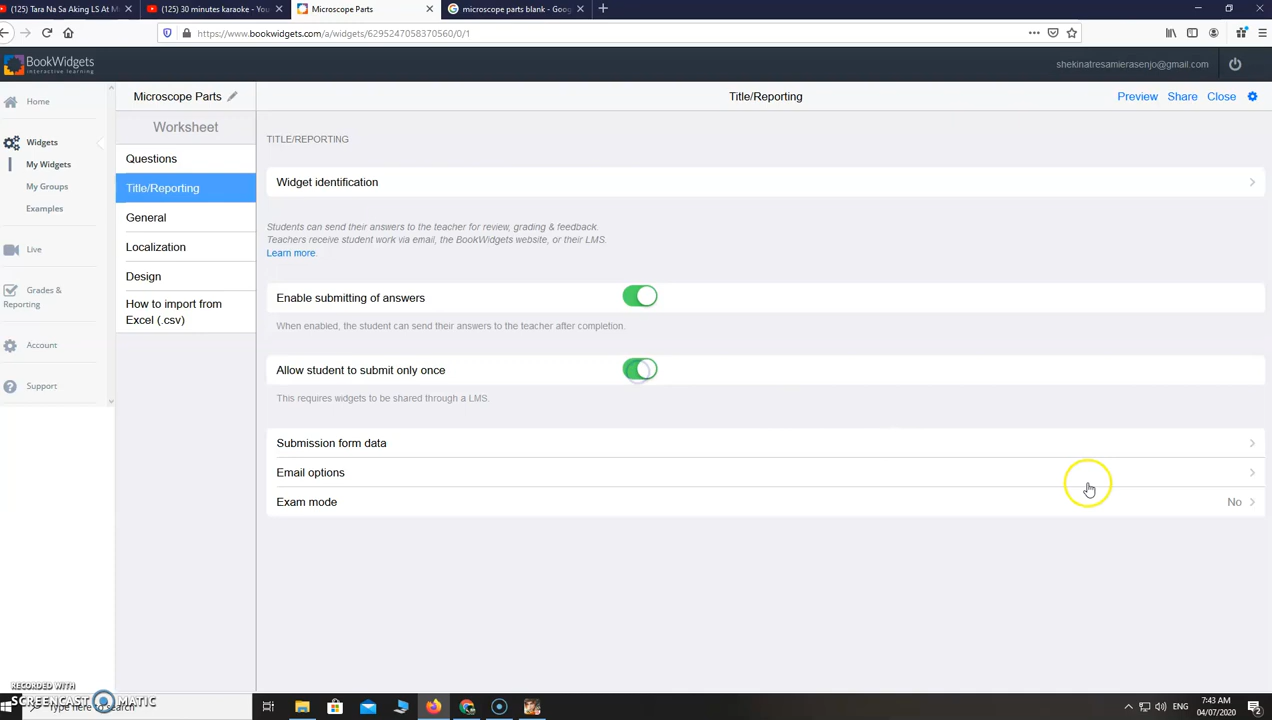 (125) Tara Na Sa Aking LS At M
(125) 30 minutes karaoke - You
Microscope Parts
microscope parts blank - Goog
https://www.bookwidgets.com/a/widgets/6295247058370560/0/1
BookWidgets
interactive learning
shekinatresamierasenjo@gmail.com
Home
Widgets
My Widgets
My Groups
Examples
Live
Grades &
Reporting
Account
Support
Microscope Parts
Worksheet
Questions
Title/Reporting
General
Localization
Design
How to import from
Excel (.csv)
Title/Reporting
Preview Share Close
TITLE/REPORTING
Widget identification
Students can send their answers to the teacher for review, grading & feedback.
Teachers receive student work via email, the BookWidgets website, or their LMS.
Learn more.
Enable submitting of answers
When enabled, the student can send their answers to the teacher after completion.
Allow student to submit only once
This requires widgets to be shared through a LMS.
Submission form data
Email options
Exam mode No
RECORDED WITH
SCREENCAST MATIC
Type here to search
ENG
7:43 AM
04/07/2020
2